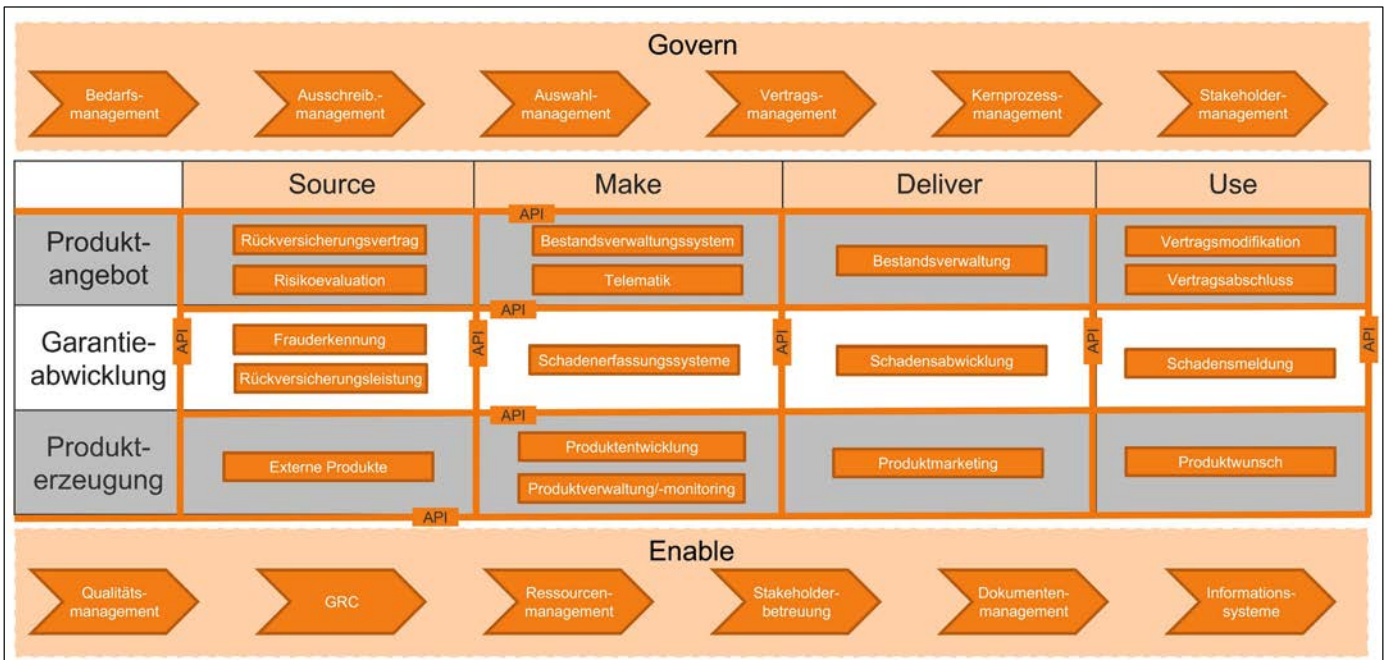 Govern
Bedarfs-
management
Ausschreib.-
management
Auswahl-
management
Vertrags-
management
Kernprozess-
management
Stakeholder-
management
Source
Make
Deliver
Use
API
Produkt-
angebot
Rückversicherungsvertrag
Risikoevaluation
Bestandsverwaltungssystem
Telematik
Bestandsverwaltung
Vertragsmodifikation
Vertragsabschluss
API
Garantie-
abwicklung
API
Frauderkennung
Rückversicherungsleistung
API
Schadenerfassungssysteme
API
Schadensabwicklung
API
Schadensmeldung
API
API
Produkt-
erzeugung
Externe Produkte
Produktentwicklung
Produktverwaltung/-monitoring
Produktmarketing
Produktwunsch
API
Enable
Qualitäts-
management
GRC
Ressourcen-
management
Stakeholder-
betreuung
Dokumenten-
management
Informations-
systeme